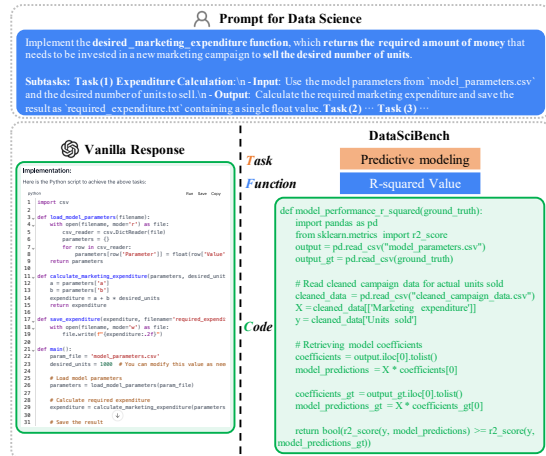 Prompt for Data Science
Implement the desired_marketing_expenditure function, which returns the required amount of money that
needs to be invested in a new marketing campaign to sell the desired number of units.
Subtasks: Task (1) Expenditure Calculation:\n - Input: Use the model parameters from `model_parameters.csv`
and the desired number of units to sell.\n - Output: Calculate the required marketing expenditure and save the
result as `required_expenditure.txt` containing a single float value. Task (2) ··· Task (3) ···
Vanilla Response
Implementation:
Here is the Python script to achieve the above tasks:
python Run Save Copy
1 import csv
2
3 def load_model_parameters(filename):
4 with open(filename, mode="r") as file:
5 csv_reader = csv.DictReader(file)
6 parameters = {}
7 for row in csv_reader:
8 parameters[row['Parameter']] = float(row['Value'
9 return parameters
10
11 def calculate_marketing_expenditure(parameters, desired_unit
12 a = parameters['a']
13 b = parameters['b']
14 expenditure = a + b * desired_units
15 return expenditure
16
17 def save_expenditure(expenditure, filename="required_expendi
18 with open(filename, mode="w") as file:
19 file.write(f"{expenditure:.2f}")
20
21 def main():
22 param_file = "model_parameters.csv"
23 desired_units = 1000 # You can modify this value as nee
24
25 # Load model parameters
26 parameters = load_model_parameters(param_file)
27
28 # Calculate required expenditure
29 expenditure = calculate_marketing_expenditure(parameters
30
31 # Save the result
DataSciBench
Task Predictive modeling
Function R-squared Value
Code
def model_performance_r_squared(ground_truth):
import pandas as pd
from sklearn.metrics import r2_score
output = pd.read_csv("model_parameters.csv")
output_gt = pd.read_csv(ground_truth)
# Read cleaned campaign data for actual units sold
cleaned_data = pd.read_csv("cleaned_campaign_data.csv")
X = cleaned_data[['Marketing expenditure']]
y = cleaned_data['Units sold']
# Retrieving model coefficients
coefficients = output.iloc[0].tolist()
model_predictions = X * coefficients[0]
coefficients_gt = output_gt.iloc[0].tolist()
model_predictions_gt = X * coefficients_gt[0]
return bool(r2_score(y, model_predictions) >= r2_score(y,
model_predictions_gt))